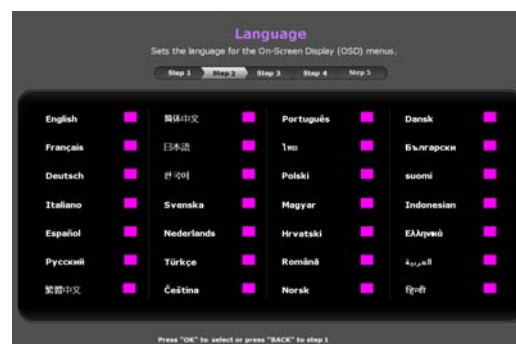 Language
Sets the language for the On-Screen Display (OSD) menus.
Step 1 Step 2 Step 3 Step 4 Step 5
English 簡体中文 Português Dansk
Français 日本語 ไทย Български
Deutsch 한국어 Polski suomi
Italiano Svenska Magyar Indonesian
Español Nederlands Hrvatski Ελληνικά
Русский Türkçe Română العربية
繁體中文 Čeština Norsk हिन्दी
Press "OK" to select or press "BACK" to step 1